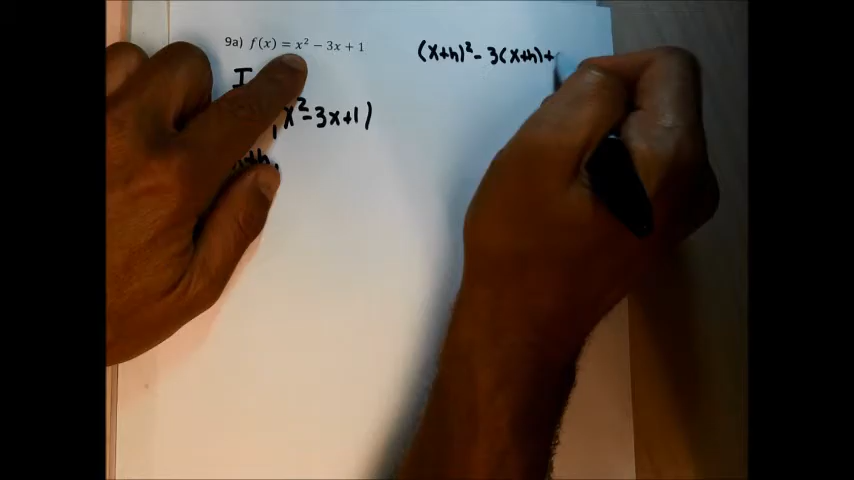 9a) f(x) = x² − 3x + 1
(x+h)² - 3(x+h)+
I
x²-3x+1)
+h,